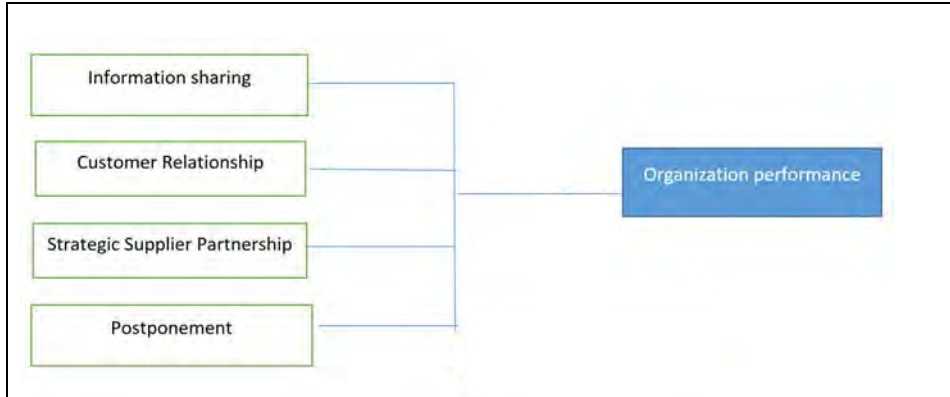 Information sharing
Customer Relationship
Strategic Supplier Partnership
Postponement
Organization performance